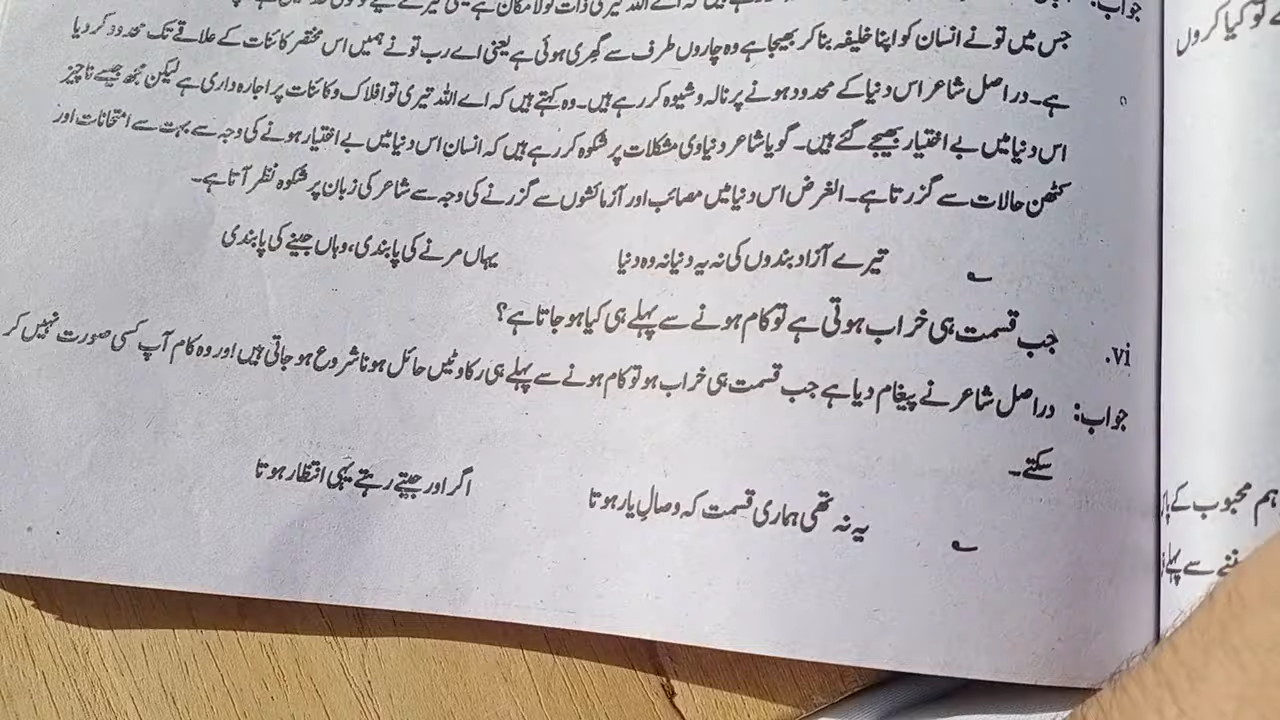 جواب:
جس میں تو نے انسان کو اپنا خلیفہ بنا کر بھیجا ہے وہ چاروں طرف سے گِھری ہوئی ہے یعنی اے رب تو نے ہمیں اس مختصر کائنات کے علاقے تک محدود کر دیا
ہے۔ دراصل شاعر اس دنیا کے محدود ہونے پر نالہ و شیوہ کر رہے ہیں۔ وہ کہتے ہیں کہ اے اللہ تیری تو افلاک و کائنات پر اجارہ داری ہے لیکن مجھ جیسے ناچیز
اس دنیا میں بے اختیار بھیجے گئے ہیں۔ گویا شاعر دنیاوی مشکلات پر شکوہ کر رہے ہیں کہ انسان اس دنیا میں بے اختیار ہونے کی وجہ سے بہت سے امتحانات اور
کٹھن حالات سے گزرتا ہے۔ الغرض اس دنیا میں مصائب اور آزمائشوں سے گزرنے کی وجہ سے شاعر کی زبان پر شکوہ نظر آتا ہے۔
؎ تیرے آزاد بندوں کی نہ یہ دنیا نہ وہ دنیا یہاں مرنے کی پابندی، وہاں جینے کی پابندی
vi. جب قسمت ہی خراب ہوتی ہے تو کام ہونے سے پہلے ہی کیا ہو جاتا ہے؟
جواب: دراصل شاعر نے پیغام دیا ہے جب قسمت ہی خراب ہو تو کام ہونے سے پہلے ہی رکاوٹیں حائل ہونا شروع ہو جاتی ہیں اور وہ کام آپ کسی صورت نہیں کر
سکتے۔
؎ یہ نہ تھی ہماری قسمت کہ وصالِ یار ہوتا اگر اور جیتے رہتے یہی انتظار ہوتا
تو کیا کروں
ہم محبوب کے
سے پہلے